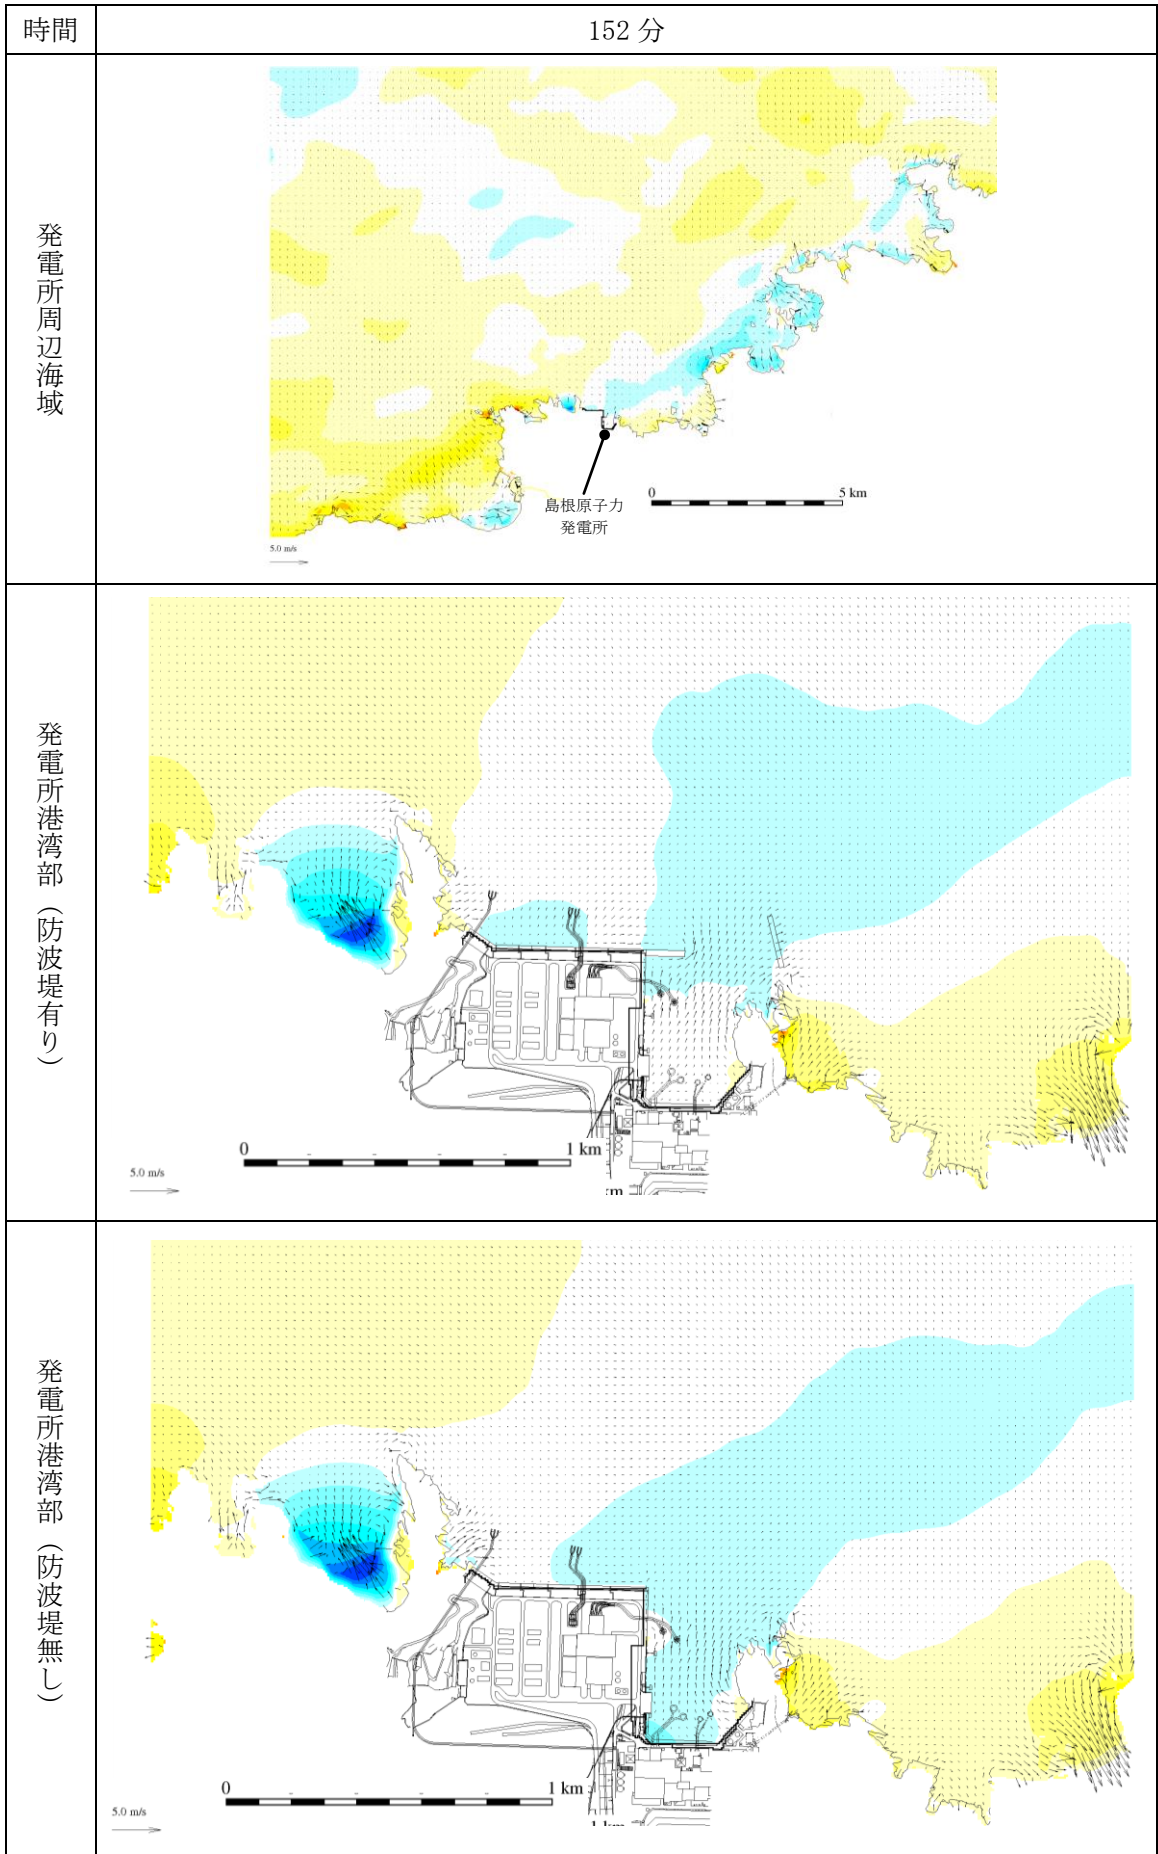 時間
152 分
発電所周辺海域
0
5 km
島根原子力
発電所
5.0 m/s
発電所港湾部（防波堤有り）
0
1 km
5.0 m/s
発電所港湾部（防波堤無し）
0
1 km
5.0 m/s